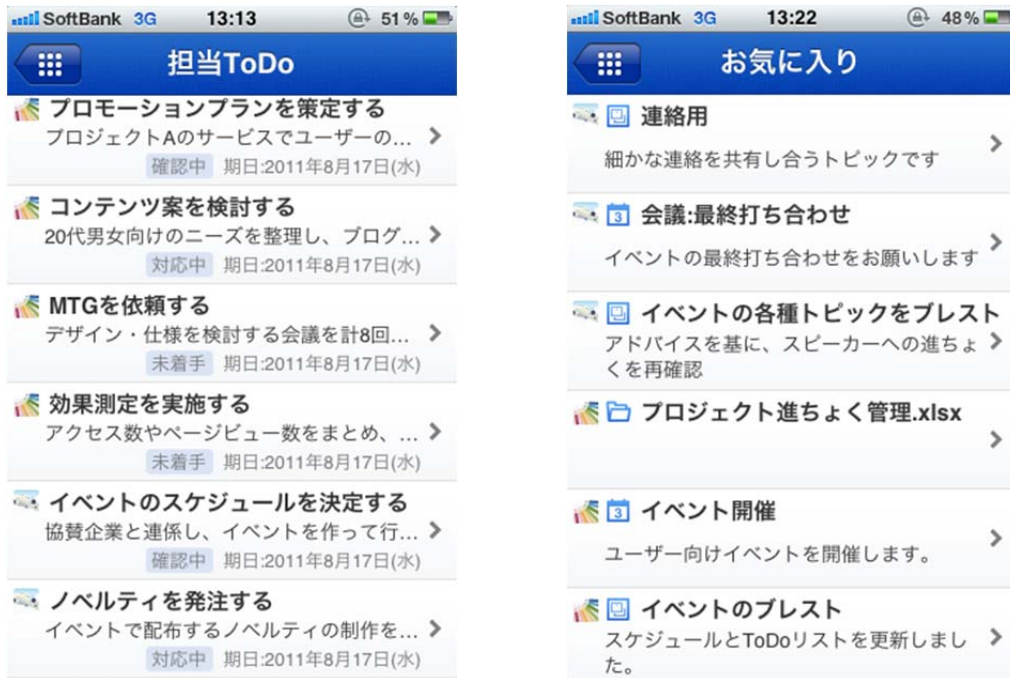 SoftBank 3G 13:13 51%
担当ToDo
プロモーションプランを策定する
プロジェクトAのサービスでユーザーの...
確認中 期日:2011年8月17日(水)
コンテンツ案を検討する
20代男女向けのニーズを整理し、ブログ...
対応中 期日:2011年8月17日(水)
MTGを依頼する
デザイン・仕様を検討する会議を計8回...
未着手 期日:2011年8月17日(水)
効果測定を実施する
アクセス数やページビュー数をまとめ、...
未着手 期日:2011年8月17日(水)
イベントのスケジュールを決定する
協賛企業と連係し、イベントを作って行...
確認中 期日:2011年8月17日(水)
ノベルティを発注する
イベントで配布するノベルティの制作を...
対応中 期日:2011年8月17日(水)
SoftBank 3G 13:22 48%
お気に入り
連絡用
細かな連絡を共有し合うトピックです
3 会議:最終打ち合わせ
イベントの最終打ち合わせをお願いします
イベントの各種トピックをブレスト
アドバイスを基に、スピーカーへの進ちょ
くを再確認
プロジェクト進ちょく管理.xlsx
3 イベント開催
ユーザー向けイベントを開催します。
イベントのブレスト
スケジュールとToDoリストを更新しまし
た。